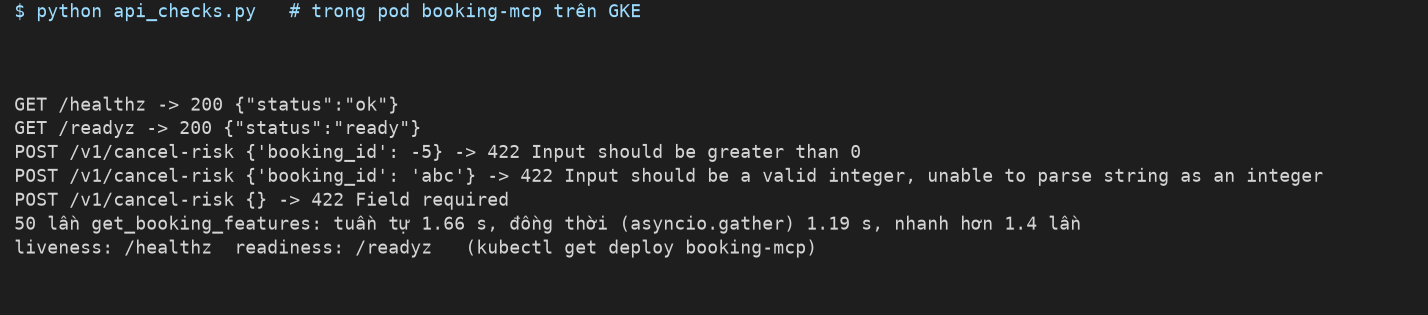 $ python api_checks.py   # trong pod booking-mcp trên GKE
GET /healthz -> 200 {"status":"ok"}
GET /readyz -> 200 {"status":"ready"}
POST /v1/cancel-risk {'booking_id': -5} -> 422 Input should be greater than 0
POST /v1/cancel-risk {'booking_id': 'abc'} -> 422 Input should be a valid integer, unable to parse string as an integer
POST /v1/cancel-risk {} -> 422 Field required
50 lần get_booking_features: tuần tự 1.66 s, đồng thời (asyncio.gather) 1.19 s, nhanh hơn 1.4 lần
liveness: /healthz  readiness: /readyz   (kubectl get deploy booking-mcp)